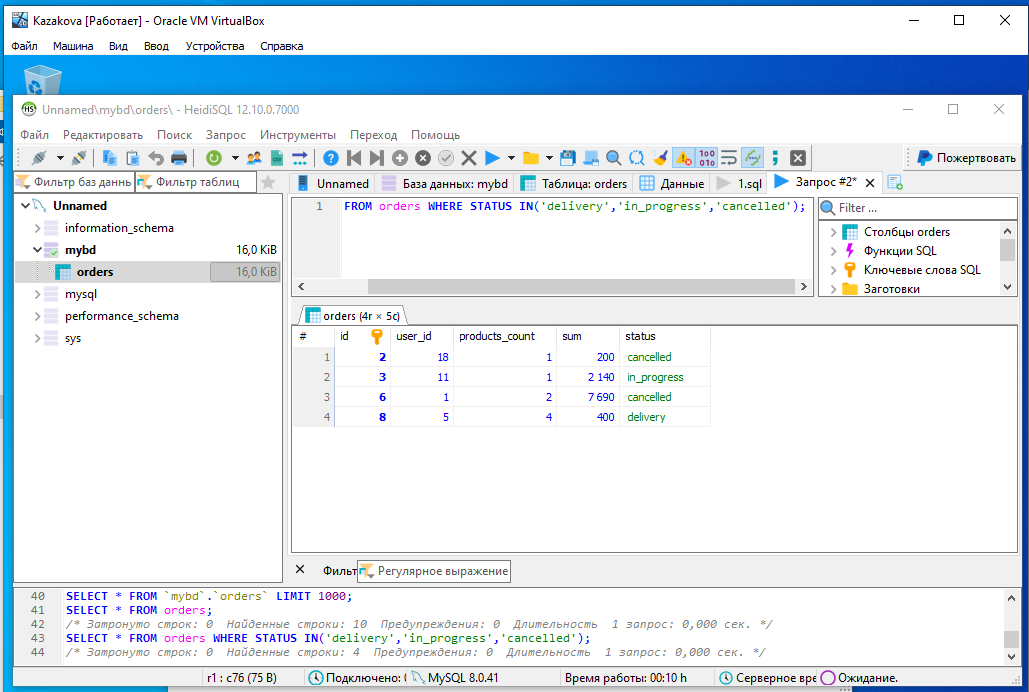 Kazakova [Работает] - Oracle VM VirtualBox
Файл Машина Вид Ввод Устройства Справка
Unnamed\mybd\orders\ - HeidiSQL 12.10.0.7000
Файл Редактировать Поиск Запрос Инструменты Переход Помощь
Пожертвовать
Фильтр баз даннь Фильтр таблиц
Unnamed База данных: mybd Таблица: orders Данные 1.sql Запрос #2*
Unnamed
information_schema
mybd 16,0 KiB
orders 16,0 KiB
mysql
performance_schema
sys
1 FROM orders WHERE STATUS IN('delivery','in_progress','cancelled');
Filter ...
Столбцы orders
Функции SQL
Ключевые слова SQL
Заготовки
orders (4r × 5c)
# id user_id products_count sum status
1 2 18 1 200 cancelled
2 3 11 1 2 140 in_progress
3 6 1 2 7 690 cancelled
4 8 5 4 400 delivery
Фильт Регулярное выражение
40 SELECT * FROM `mybd`.`orders` LIMIT 1000;
41 SELECT * FROM orders;
42 /* Затронуто строк: 0 Найденные строки: 10 Предупреждения: 0 Длительность 1 запрос: 0,000 сек. */
43 SELECT * FROM orders WHERE STATUS IN('delivery','in_progress','cancelled');
44 /* Затронуто строк: 0 Найденные строки: 4 Предупреждения: 0 Длительность 1 запрос: 0,000 сек. */
r1 : c76 (75 B) Подключено: ( MySQL 8.0.41 Время работы: 00:10 h Серверное вре Ожидание.